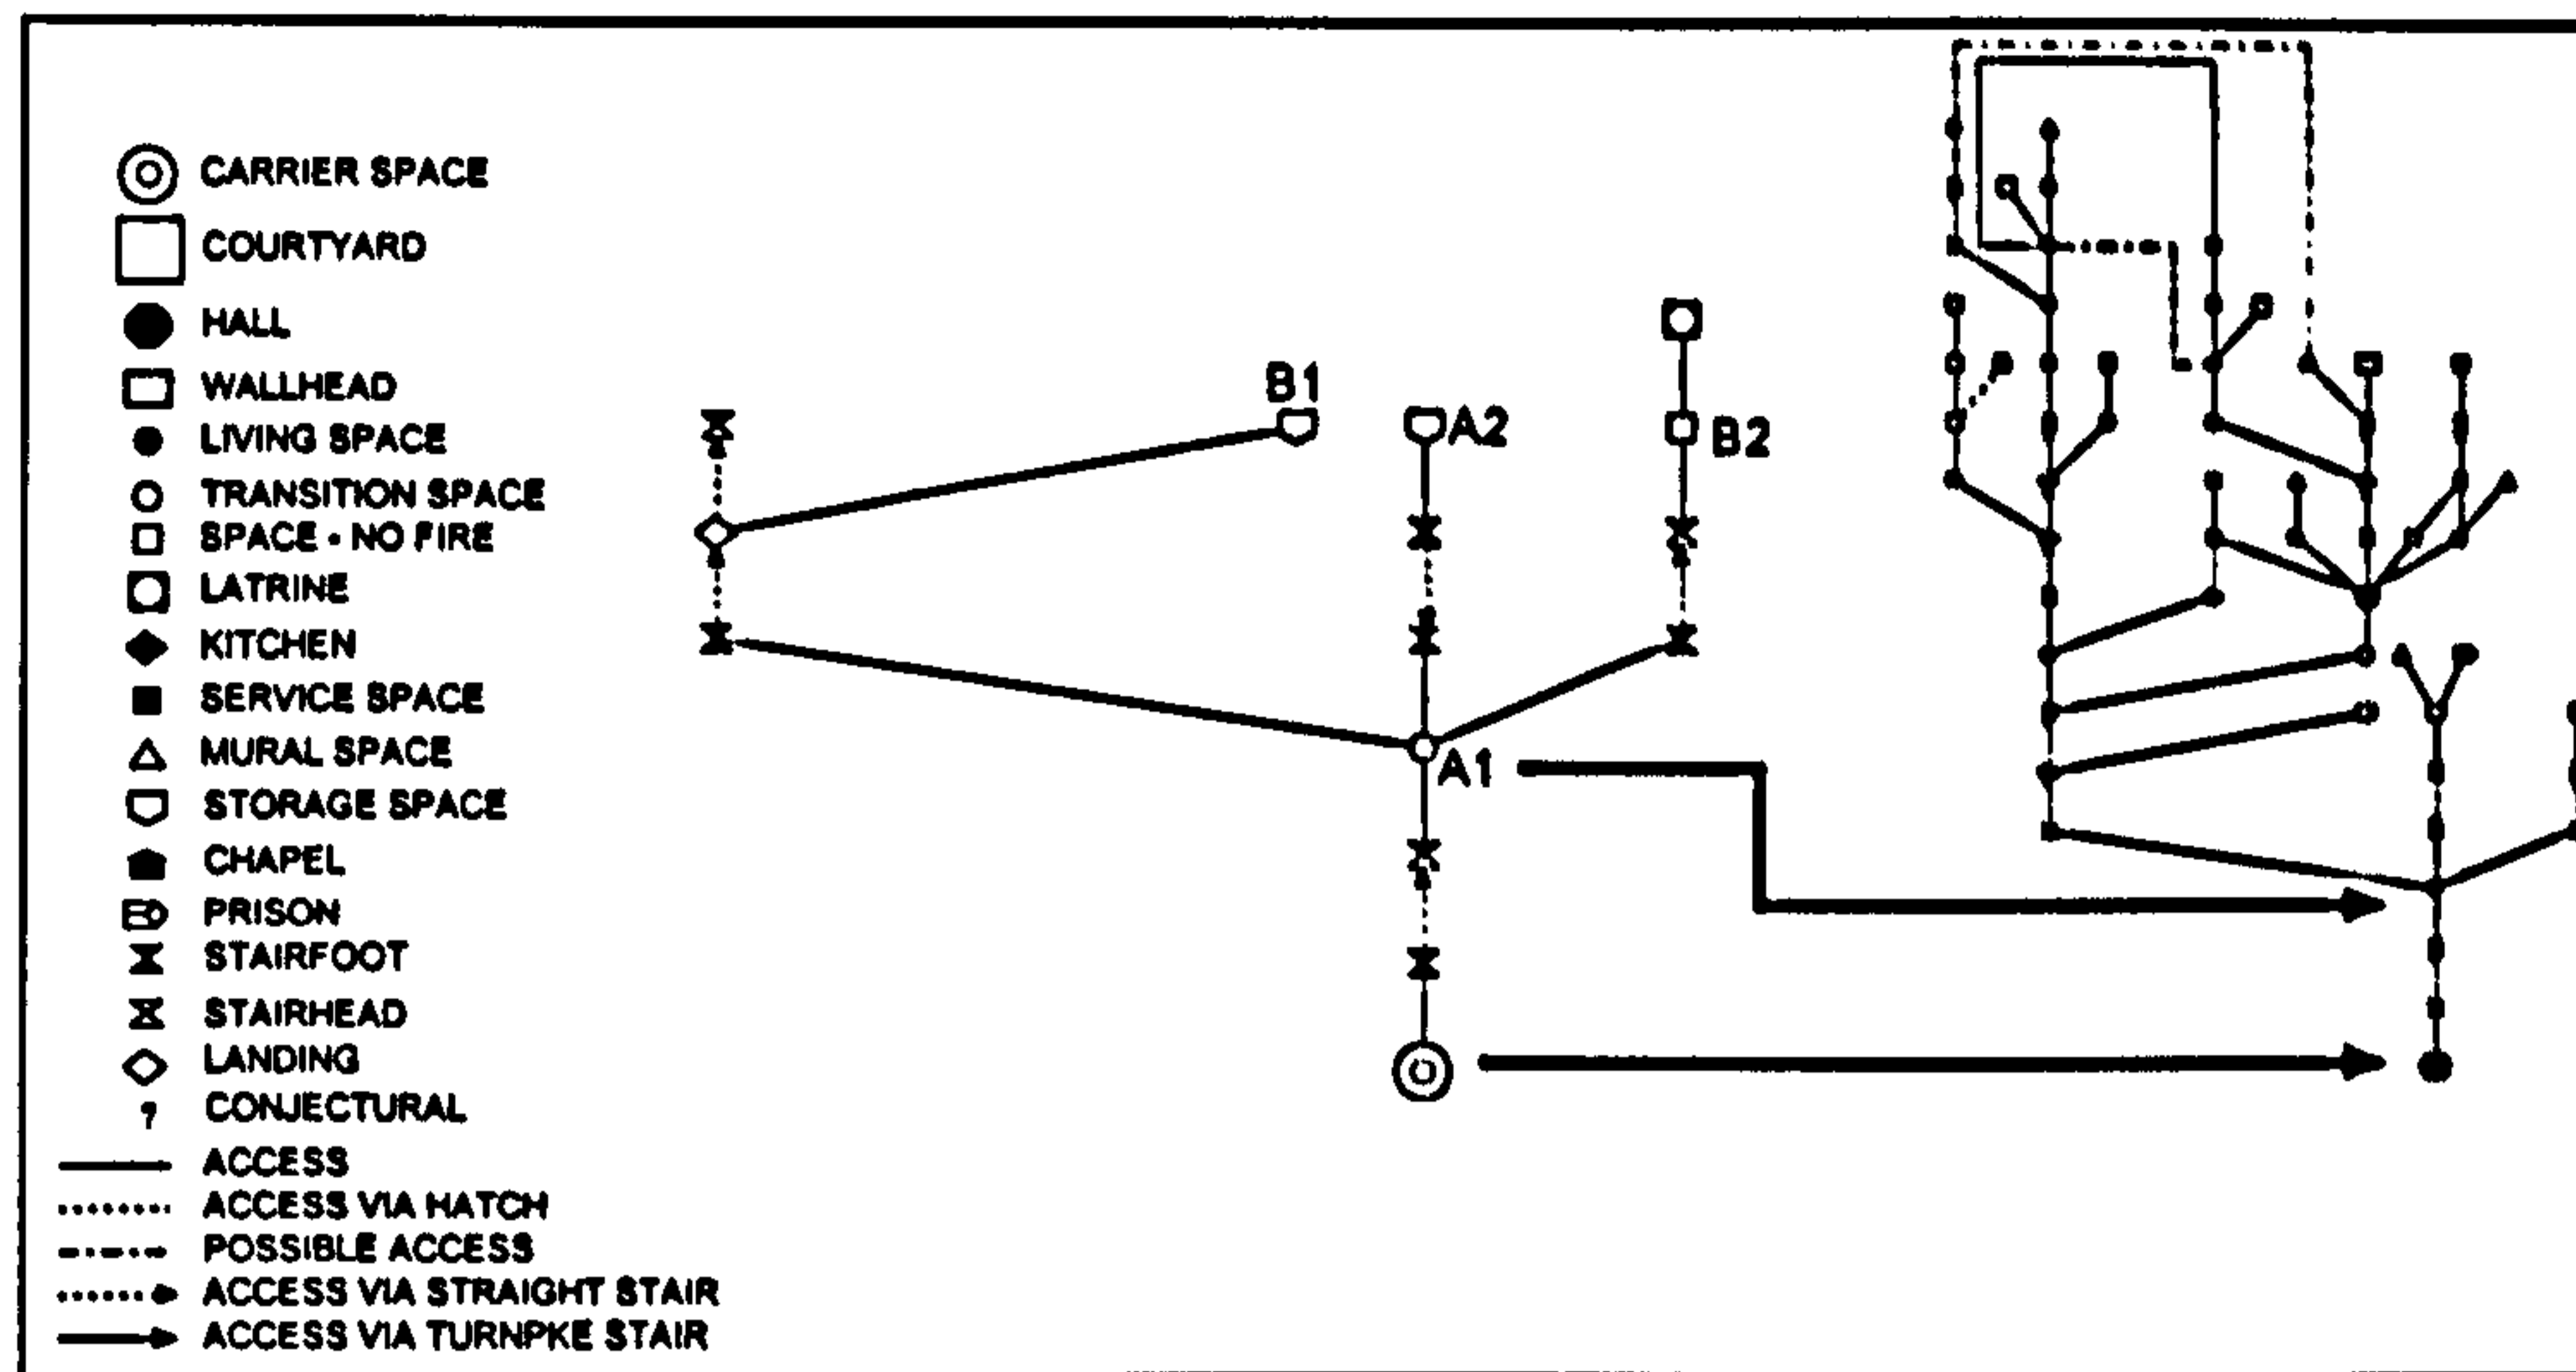 CARRIER SPACE
COURTYARD
HALL
WALLHEAD
LIVING SPACE
TRANSITION SPACE
SPACE - NO FIRE
LATRINE
KITCHEN
SERVICE SPACE
MURAL SPACE
STORAGE SPACE
CHAPEL
PRISON
STAIRFOOT
STAIRHEAD
LANDING
? CONJECTURAL
ACCESS
ACCESS VIA HATCH
POSSIBLE ACCESS
ACCESS VIA STRAIGHT STAIR
ACCESS VIA TURNPKE STAIR
B1
A2
B2
A1